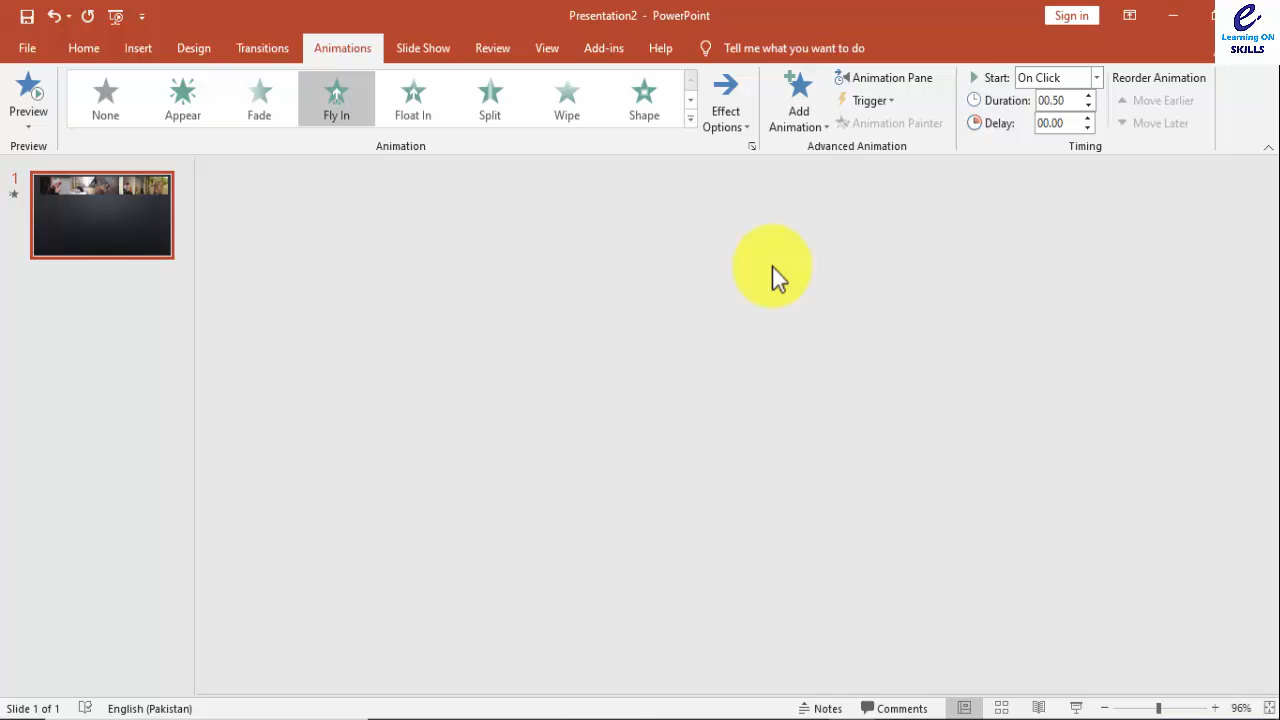 Presentation2 - PowerPoint
Sign in
e
Learning ON
SKILLS
File Home Insert Design Transitions Animations Slide Show Review View Add-ins Help Tell me what you want to do
Preview
None Appear Fade Fly In Float In Split Wipe Shape
Effect
Options
Add
Animation
Animation Pane
Trigger
Animation Painter
Start: On Click
Duration: 00.50
Delay: 00.00
Reorder Animation
Move Earlier
Move Later
Preview Animation Advanced Animation Timing
1
Slide 1 of 1 English (Pakistan) Notes Comments 96%